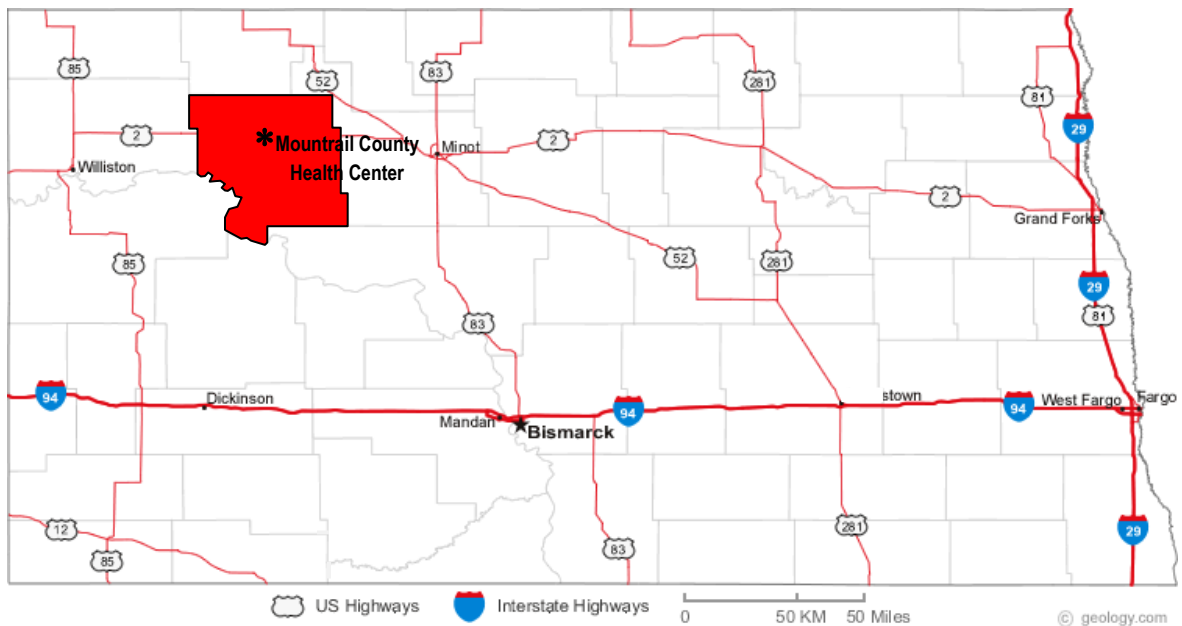 85
52
83
281
81
2
29
Mountrail County
Health Center
Minot
2
Williston
2
Grand Forks
85
52
281
29
83
81
94
Dickinson
94
stown
94
West Fargo
Fargo
Mandan
Bismarck
12
85
83
281
29
US Highways
Interstate Highways
0
50 KM
50 Miles
© geology.com